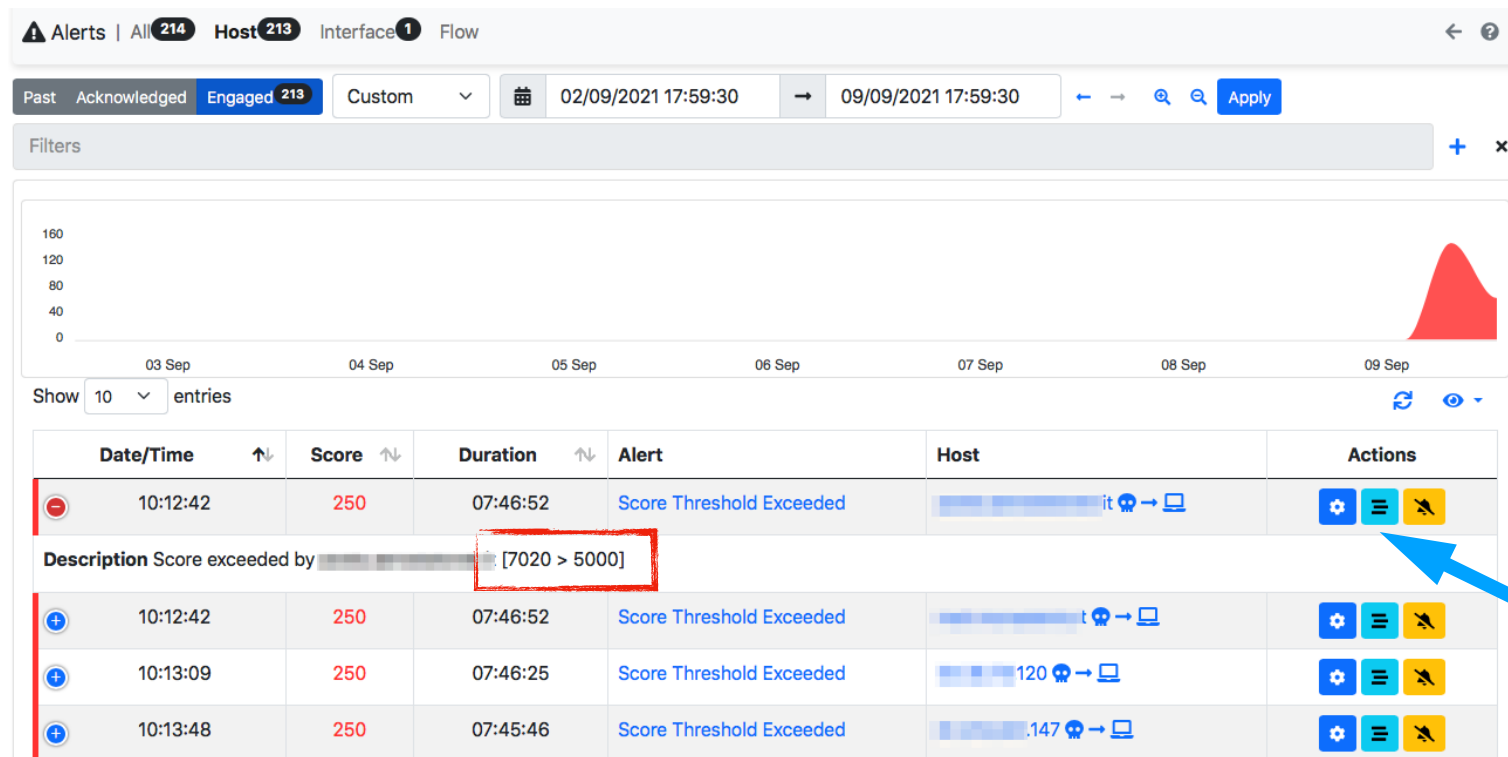 Alerts | All 214 Host 213 Interface 1 Flow
Past Acknowledged Engaged 213 Custom 02/09/2021 17:59:30 → 09/09/2021 17:59:30 ← → Apply
Filters
160
120
80
40
0
03 Sep 04 Sep 05 Sep 06 Sep 07 Sep 08 Sep 09 Sep
Show 10 entries
Date/Time Score Duration Alert Host Actions
10:12:42 250 07:46:52 Score Threshold Exceeded it
Description Score exceeded by [7020 > 5000]
10:12:42 250 07:46:52 Score Threshold Exceeded t
10:13:09 250 07:46:25 Score Threshold Exceeded 120
10:13:48 250 07:45:46 Score Threshold Exceeded .147